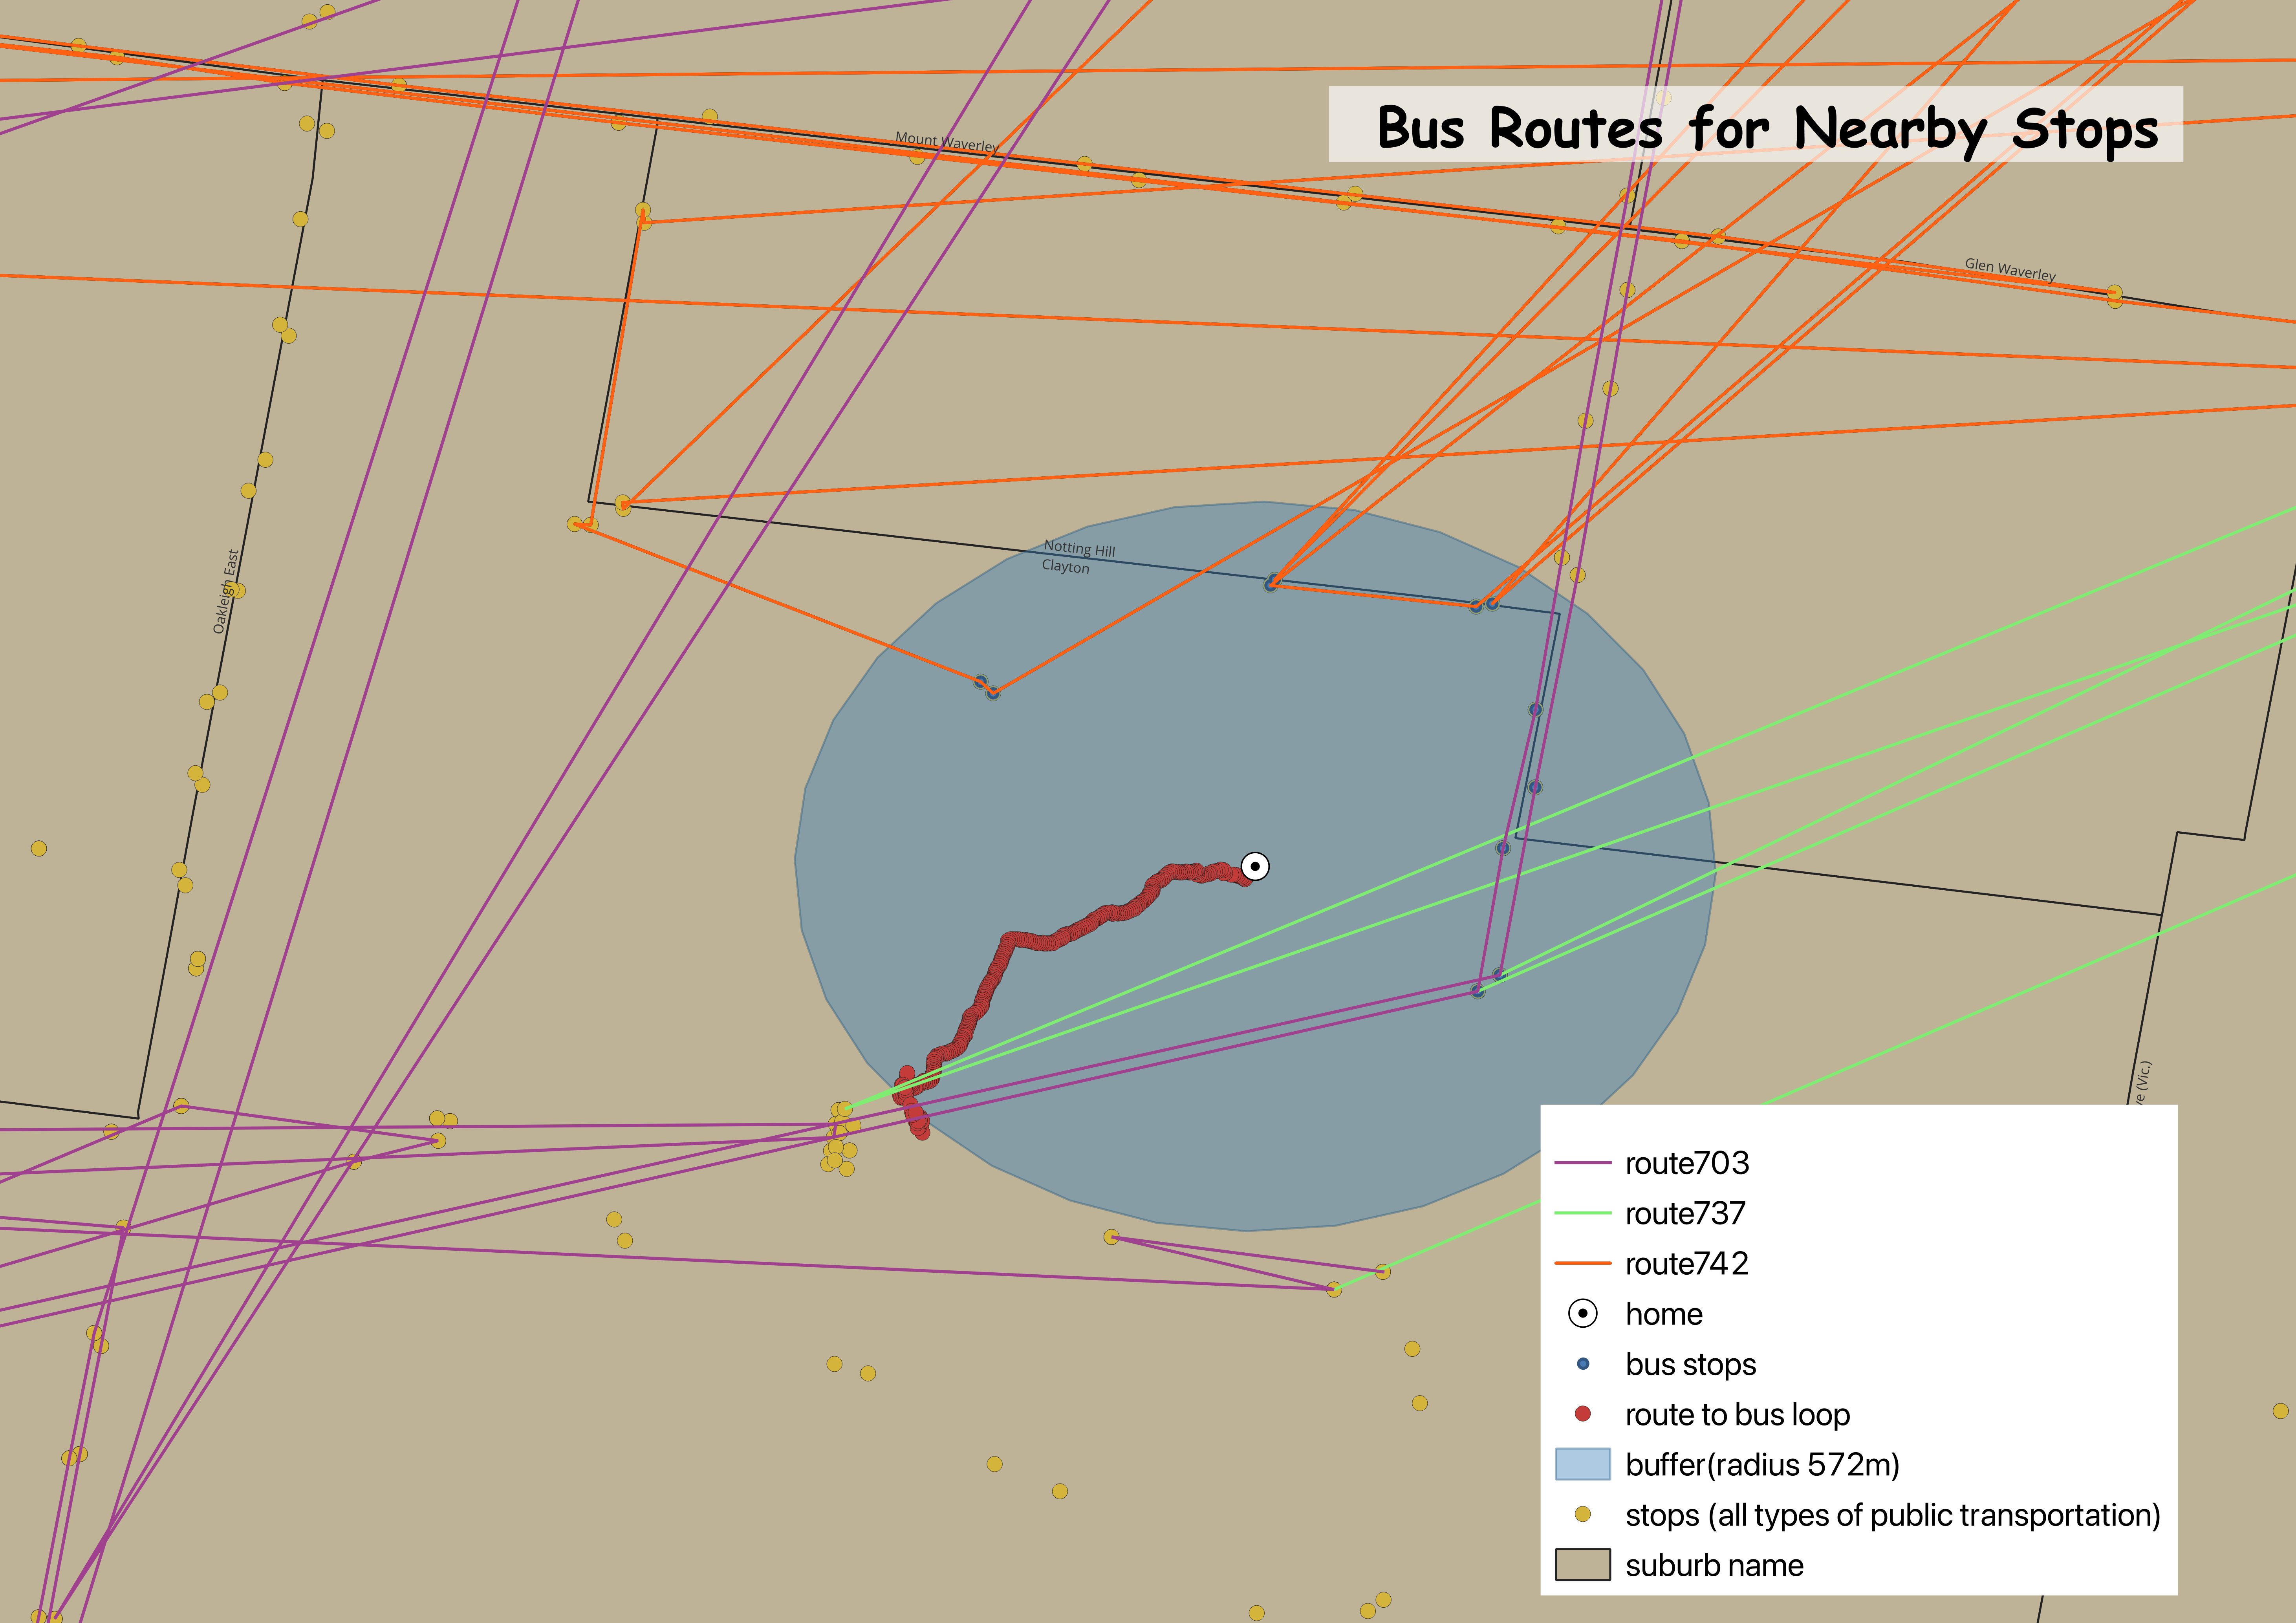 Bus Routes for Nearby Stops
Mount Waverley
Glen Waverley
Notting Hill
Clayton
Oakleigh East
ve (Vic.)
route703
route737
route742
home
bus stops
route to bus loop
buffer(radius 572m)
stops (all types of public transportation)
suburb name